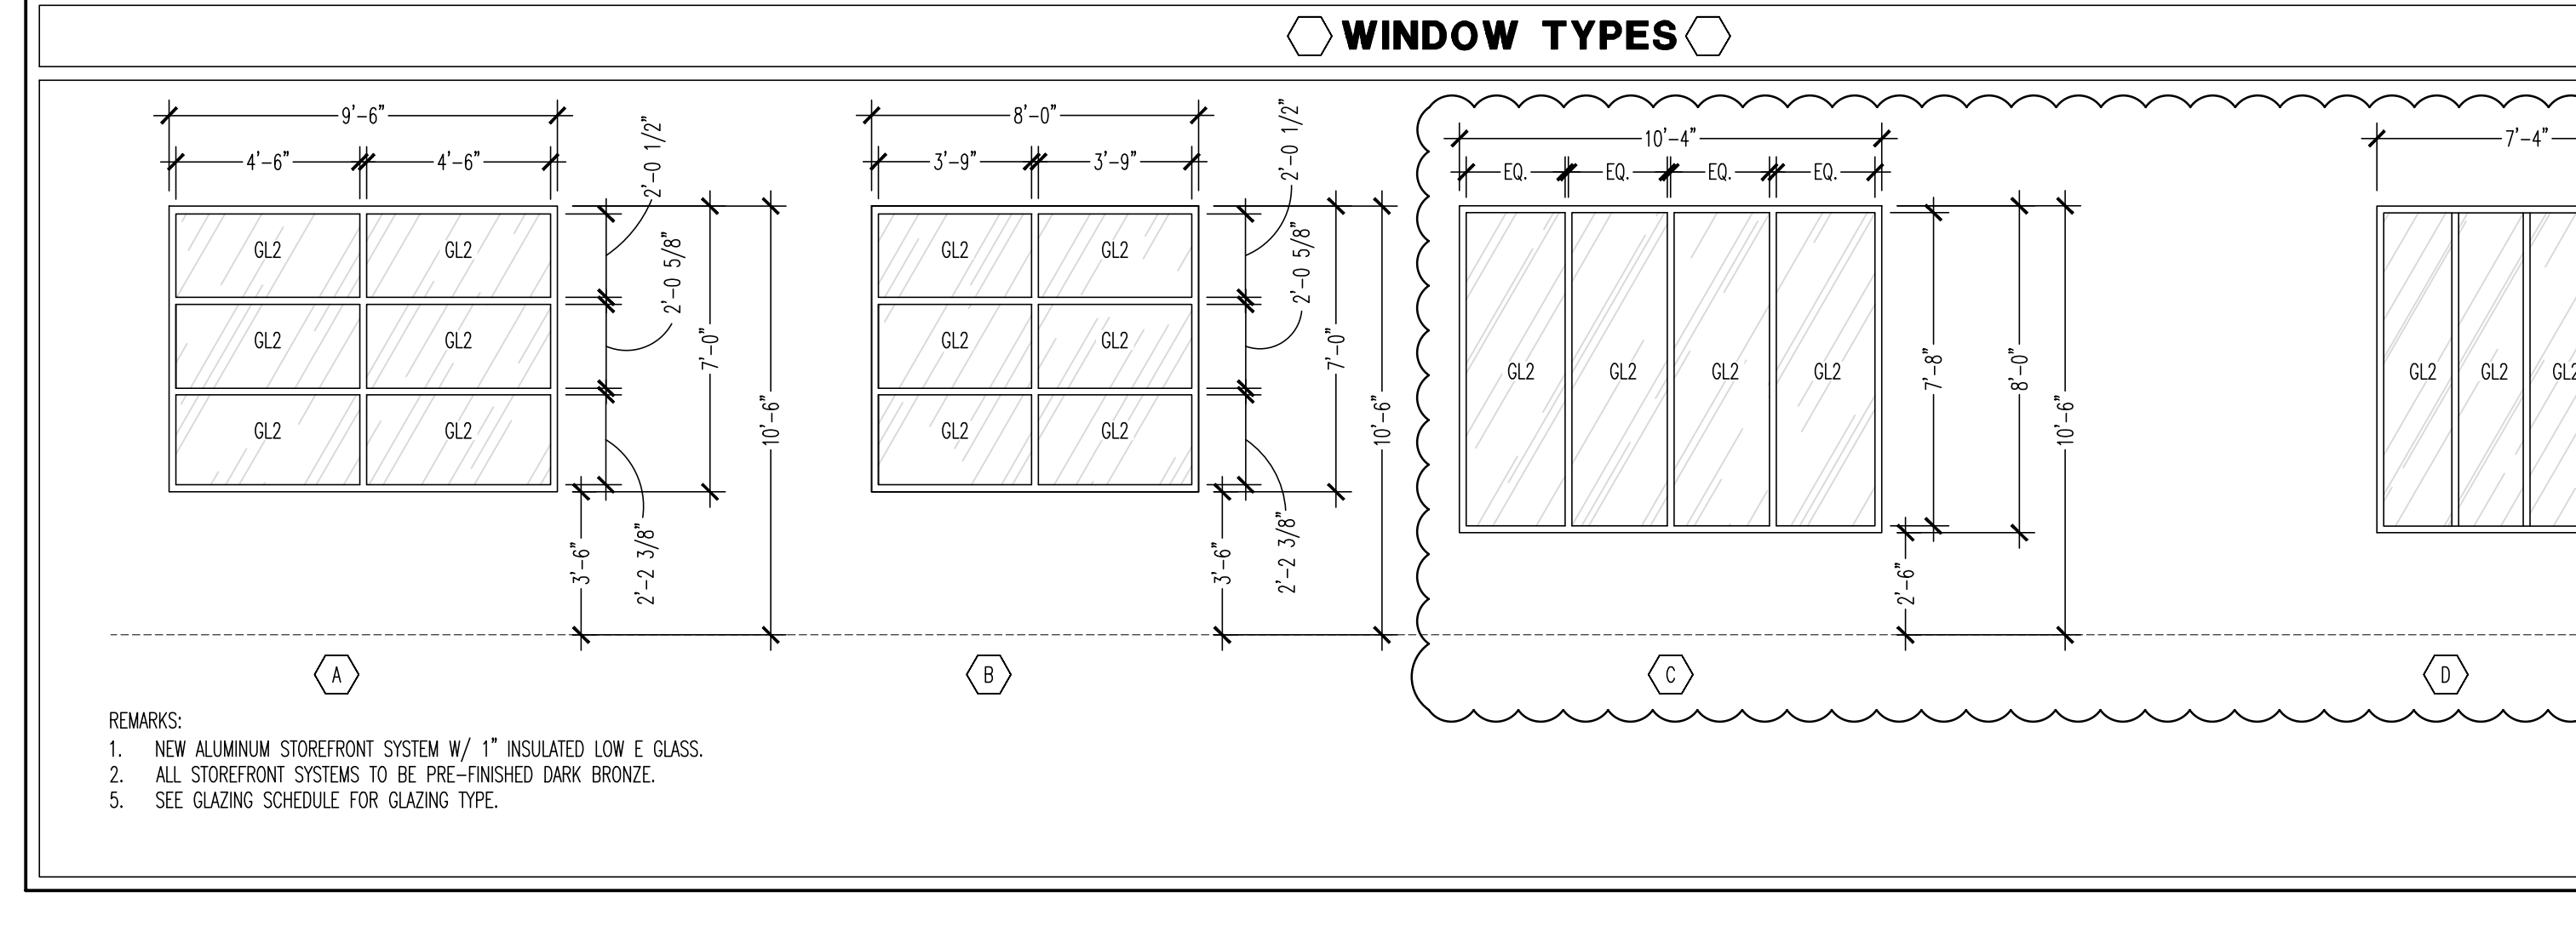 WINDOW TYPES
9'-6"
4'-6" 4'-6"
2'-0 1/2"
2'-0 5/8"
7'-0"
10'-6"
2'-2 3/8"
3'-6"
GL2 GL2
GL2 GL2
GL2 GL2
A
8'-0"
3'-9" 3'-9"
2'-0 1/2"
2'-0 5/8"
7'-0"
10'-6"
2'-2 3/8"
3'-6"
GL2 GL2
GL2 GL2
GL2 GL2
B
10'-4"
EQ. EQ. EQ. EQ.
GL2 GL2 GL2 GL2
7'-8"
8'-0"
10'-6"
2'-6"
C
7'-4"
GL2 GL2 GL2
D
REMARKS:
1. NEW ALUMINUM STOREFRONT SYSTEM W/ 1" INSULATED LOW E GLASS.
2. ALL STOREFRONT SYSTEMS TO BE PRE-FINISHED DARK BRONZE.
5. SEE GLAZING SCHEDULE FOR GLAZING TYPE.